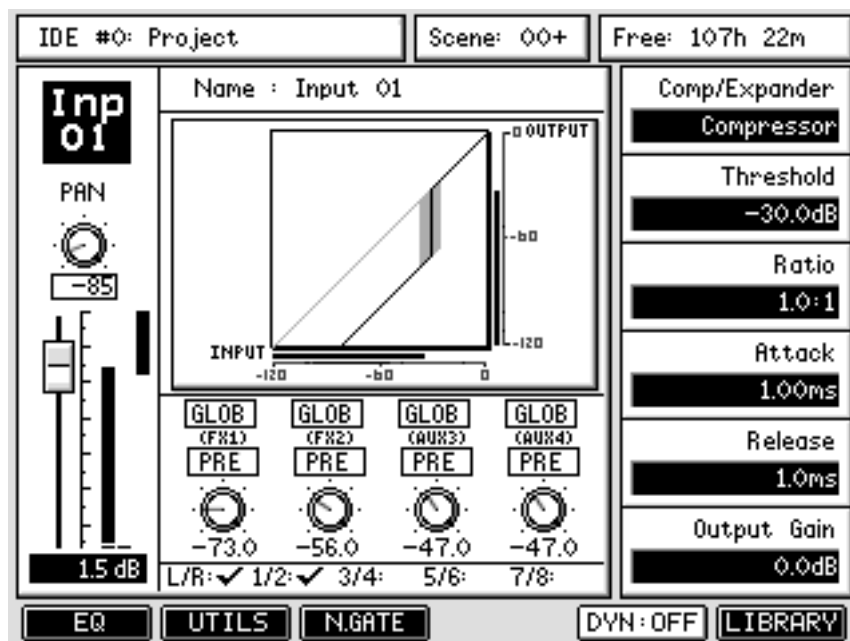 IDE #0: Project
Scene: 00+
Free: 107h 22m
Inp
01
PAN
-85
1.5 dB
Name : Input 01
0 OUTPUT
-60
-120
INPUT
-120 -60 0
GLOB GLOB GLOB GLOB
(FX1) (FX2) (AUX3) (AUX4)
PRE PRE PRE PRE
-73.0 -56.0 -47.0 -47.0
L/R:✓ 1/2:✓ 3/4: 5/6: 7/8:
Comp/Expander
Compressor
Threshold
-30.0dB
Ratio
1.0:1
Attack
1.00ms
Release
1.0ms
Output Gain
0.0dB
EQ UTILS N.GATE DYN:OFF LIBRARY